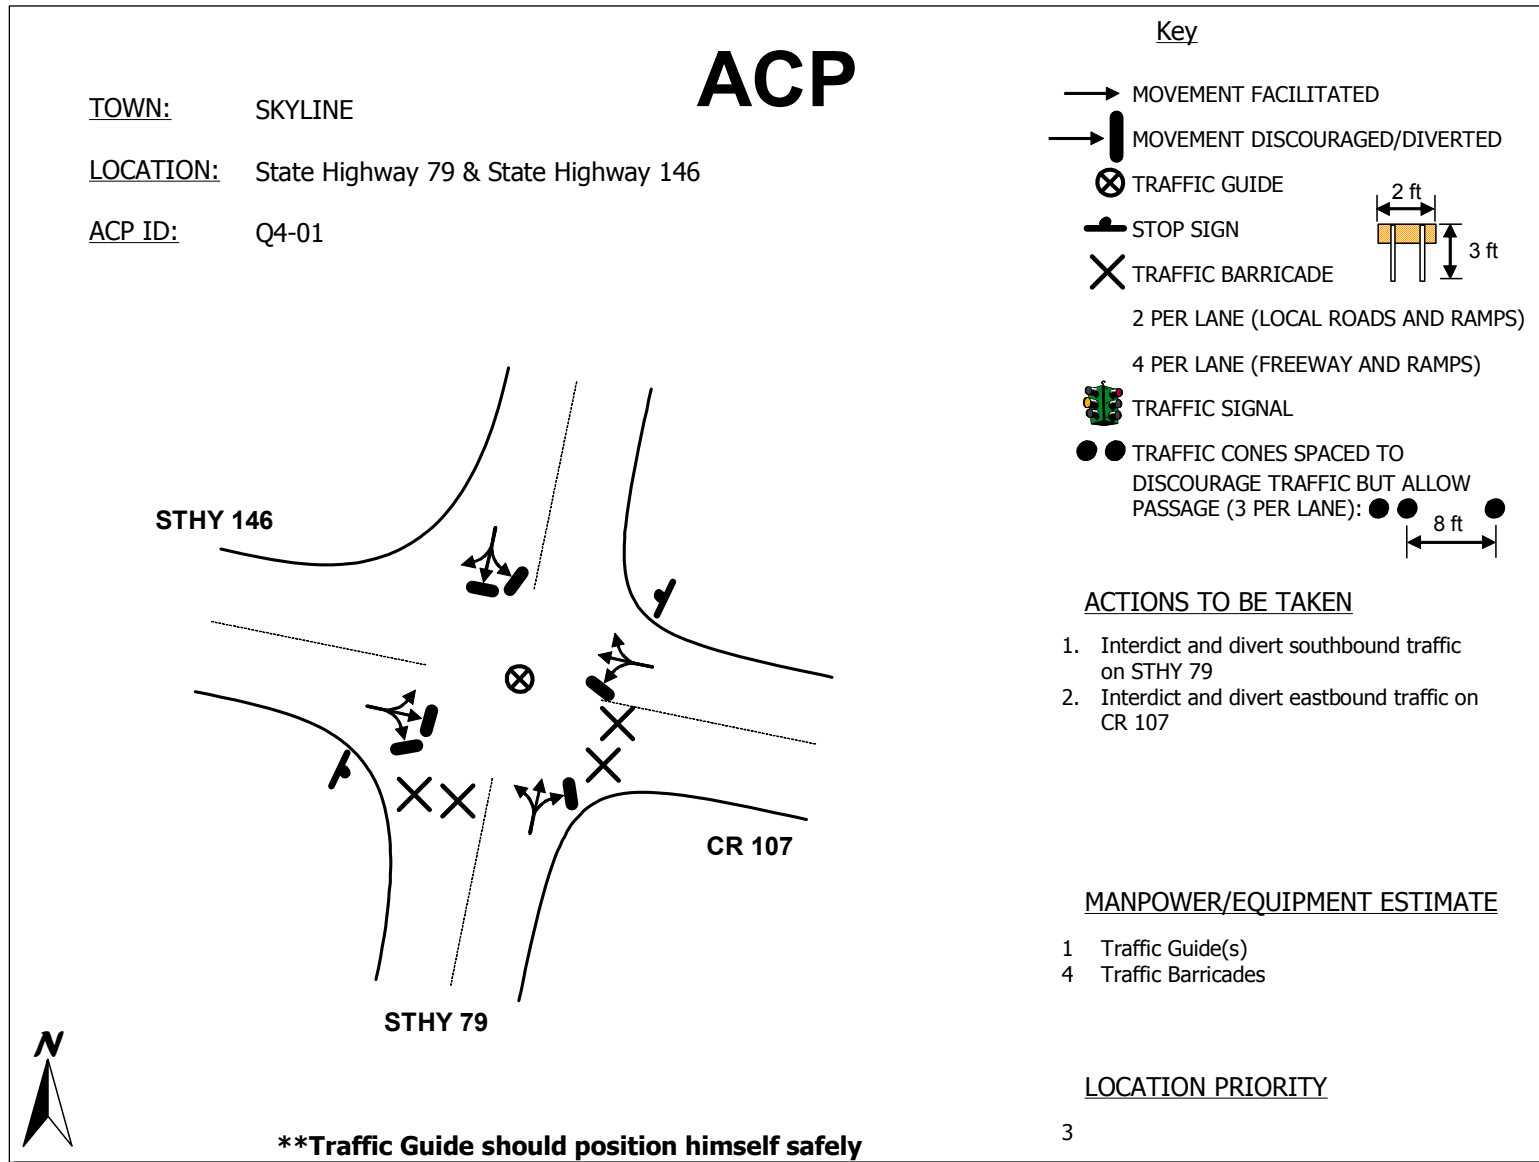 ACP
TOWN: SKYLINE
LOCATION: State Highway 79 & State Highway 146
ACP ID: Q4-01
STHY 146
CR 107
STHY 79
N
**Traffic Guide should position himself safely
Key
MOVEMENT FACILITATED
MOVEMENT DISCOURAGED/DIVERTED
TRAFFIC GUIDE
2 ft
STOP SIGN
3 ft
TRAFFIC BARRICADE
2 PER LANE (LOCAL ROADS AND RAMPS)
4 PER LANE (FREEWAY AND RAMPS)
TRAFFIC SIGNAL
TRAFFIC CONES SPACED TO
DISCOURAGE TRAFFIC BUT ALLOW
PASSAGE (3 PER LANE):
8 ft
ACTIONS TO BE TAKEN
1. Interdict and divert southbound traffic
on STHY 79
2. Interdict and divert eastbound traffic on
CR 107
MANPOWER/EQUIPMENT ESTIMATE
1 Traffic Guide(s)
4 Traffic Barricades
LOCATION PRIORITY
3